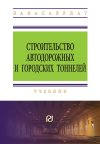 БАКАЛАВРИАТ
СТРОИТЕЛЬСТВО
АВТОДОРОЖНЫХ
И ГОРОДСКИХ ТОННЕЛЕЙ
УЧЕБНИК